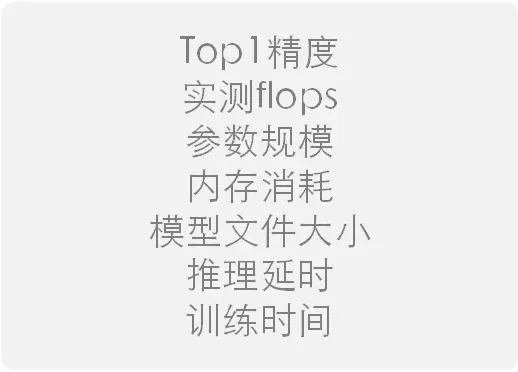 Top1精度
实测flops
参数规模
内存消耗
模型文件大小
推理延时
训练时间